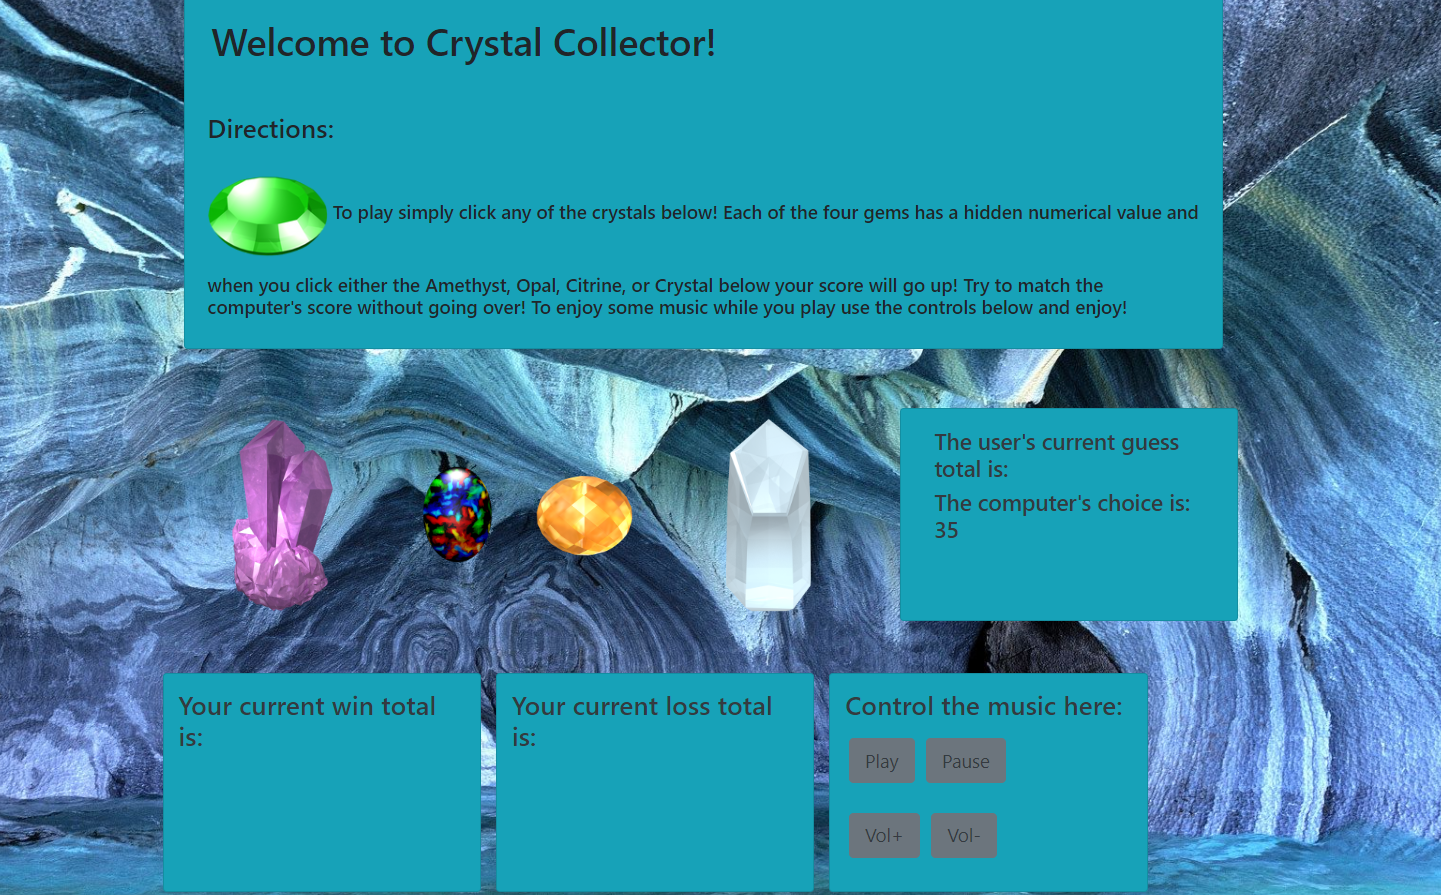 Welcome to Crystal Collector!
Directions:
To play simply click any of the crystals below! Each of the four gems has a hidden numerical value and
when you click either the Amethyst, Opal, Citrine, or Crystal below your score will go up! Try to match the
computer's score without going over! To enjoy some music while you play use the controls below and enjoy!
The user's current guess
total is:
The computer's choice is:
35
Your current win total
is:
Your current loss total
is:
Control the music here:
Play Pause
Vol+ Vol-